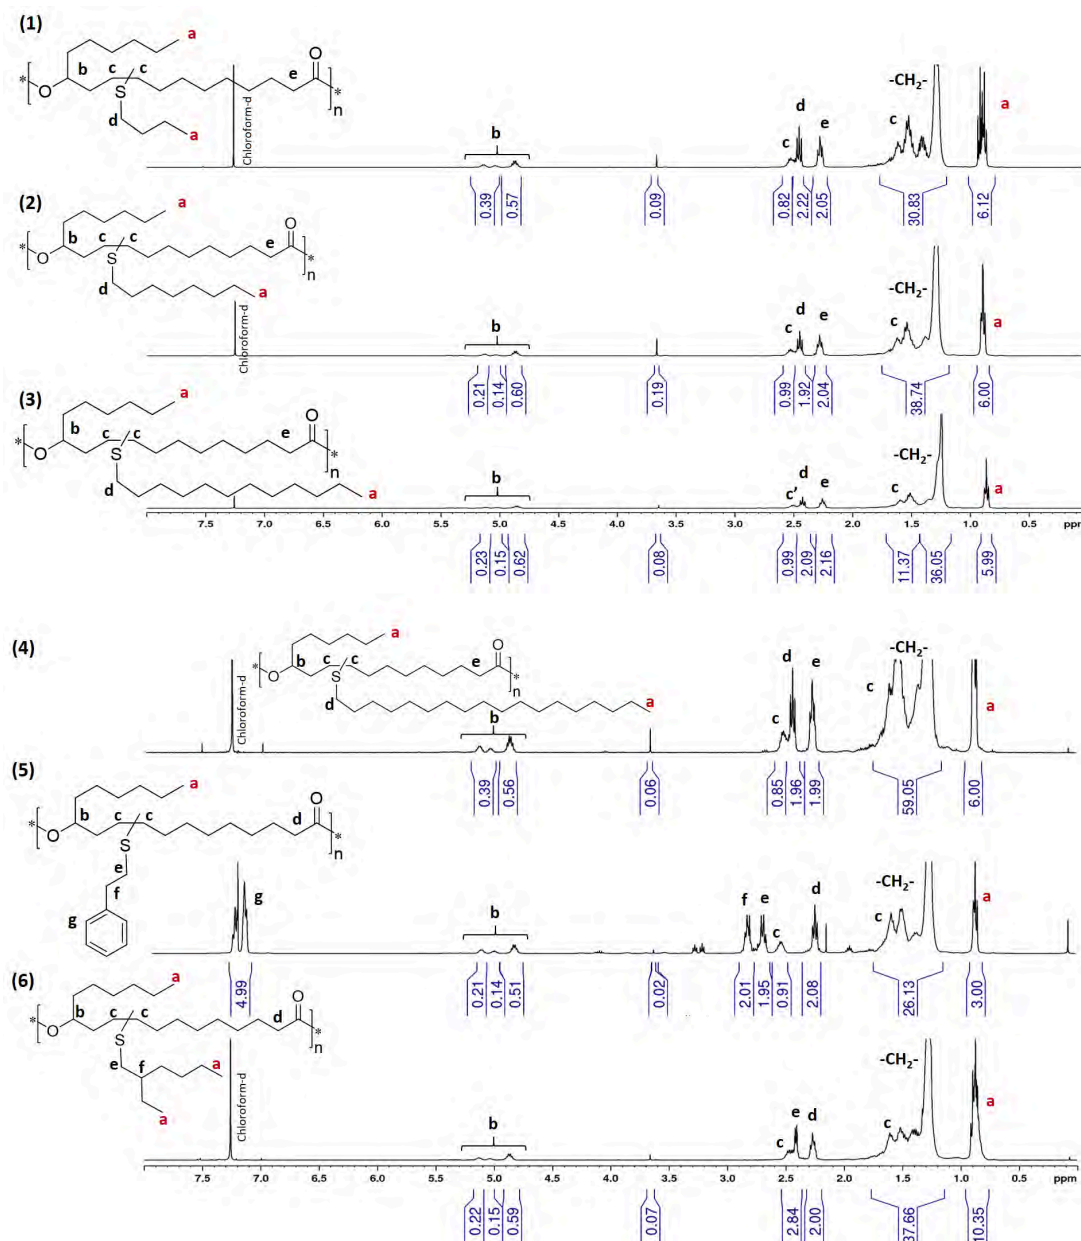 (1)
a
b
c
c
e
O
O
*
*
n
S
d
a
Chloroform-d
b
c
d
e
c
-CH2-
a
0.39
0.57
0.09
0.82
2.22
2.05
30.83
6.12
(2)
a
b
c
c
e
O
O
*
*
n
S
d
a
Chloroform-d
b
c
d
e
c
-CH2-
a
0.21
0.14
0.60
0.19
0.99
1.92
2.04
38.74
6.00
(3)
a
b
c
c
e
O
O
*
*
n
S
d
a
b
c'
d
e
c
-CH2-
a
7.5 7.0 6.5 6.0 5.5 5.0 4.5 4.0 3.5 3.0 2.5 2.0 1.5 1.0 0.5 ppm
0.23
0.15
0.62
0.08
0.99
2.09
2.16
11.37
36.05
5.99
(4)
Chloroform-d
a
b
c
c
e
O
O
*
*
n
S
d
a
b
c
d
e
c
-CH2-
a
0.39
0.56
0.06
0.85
1.96
1.99
59.05
6.00
(5)
a
b
c
c
d
O
O
*
*
n
S
e
f
g
g
b
f
e
c
d
c
-CH2-
a
4.99
0.21
0.14
0.51
0.02
2.01
1.95
0.91
2.08
26.13
3.00
(6)
a
b
c
c
d
O
O
*
*
n
S
e
f
a
a
Chloroform-d
b
c
e
d
c
-CH2-
a
7.5 7.0 6.5 6.0 5.5 5.0 4.5 4.0 3.5 3.0 2.5 2.0 1.5 1.0 0.5 ppm
0.22
0.15
0.59
0.07
2.84
2.00
37.66
10.35